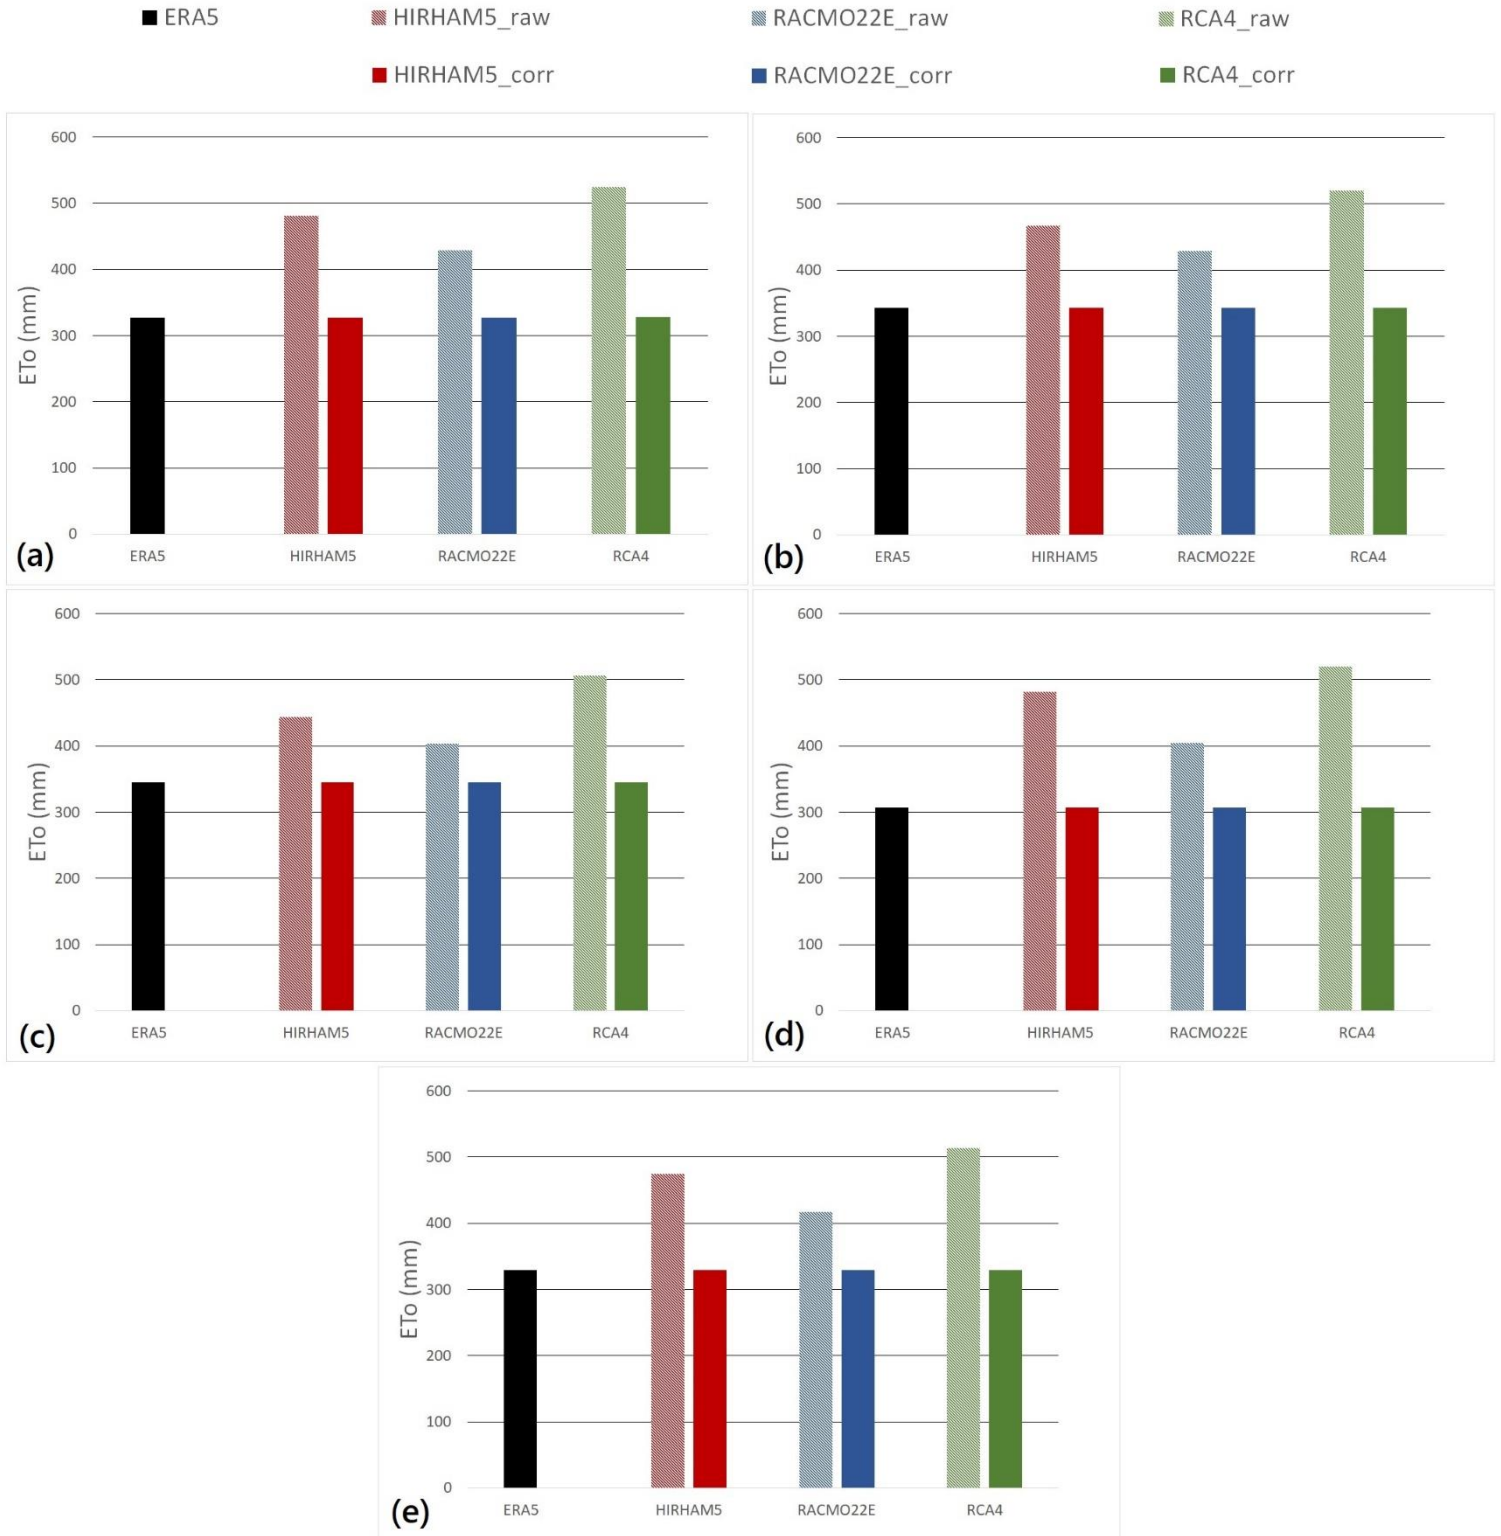 ERA5 HIRHAM5_raw RACMO22E_raw RCA4_raw
HIRHAM5_corr RACMO22E_corr RCA4_corr
600
500
400
300
200
100
0
ETo (mm)
ERA5 HIRHAM5 RACMO22E RCA4
(a)
600
500
400
300
200
100
0
ETo (mm)
ERA5 HIRHAM5 RACMO22E RCA4
(b)
600
500
400
300
200
100
0
ETo (mm)
ERA5 HIRHAM5 RACMO22E RCA4
(c)
600
500
400
300
200
100
0
ETo (mm)
ERA5 HIRHAM5 RACMO22E RCA4
(d)
600
500
400
300
200
100
0
ETo (mm)
ERA5 HIRHAM5 RACMO22E RCA4
(e)